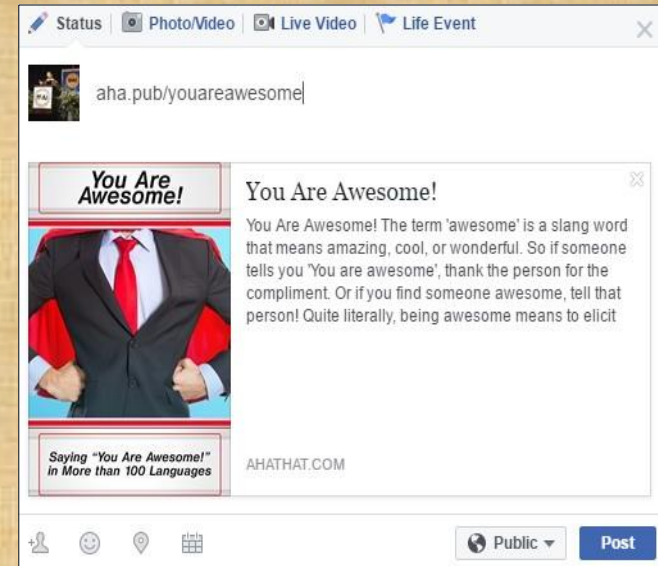 Status Photo/Video Live Video Life Event
aha.pub/youareawesome
You Are
Awesome!
Saying “You Are Awesome!”
in More than 100 Languages
You Are Awesome!
You Are Awesome! The term 'awesome' is a slang word
that means amazing, cool, or wonderful. So if someone
tells you 'You are awesome', thank the person for the
compliment. Or if you find someone awesome, tell that
person! Quite literally, being awesome means to elicit
AHATHAT.COM
Public Post